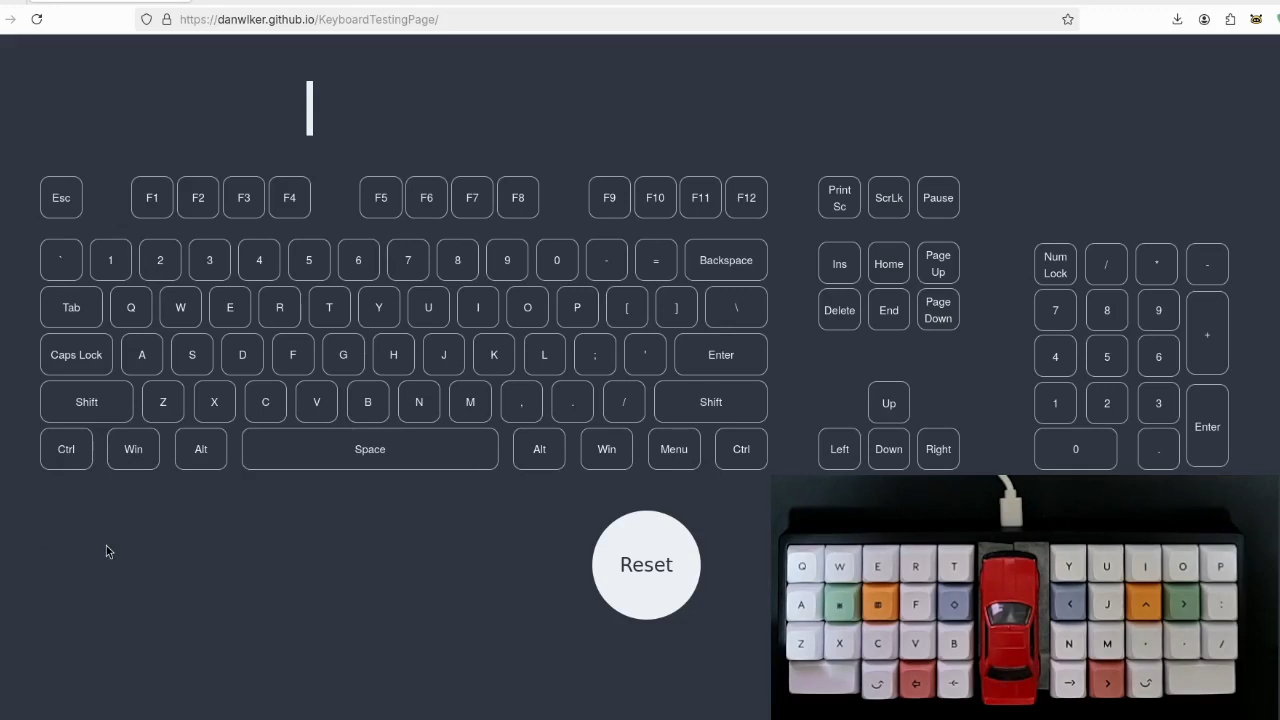 https://danwlker.github.io/KeyboardTestingPage/
Esc F1 F2 F3 F4 F5 F6 F7 F8 F9 F10 F11 F12 Print Sc ScrLk Pause
` 1 2 3 4 5 6 7 8 9 0 - = Backspace Ins Home Page Up Num Lock / * -
Tab Q W E R T Y U I O P [ ] \ Delete End Page Down 7 8 9 +
Caps Lock A S D F G H J K L ; ' Enter 4 5 6
Shift Z X C V B N M , . / Shift Up 1 2 3 Enter
Ctrl Win Alt Space Alt Win Menu Ctrl Left Down Right 0 .
Reset
Q W E R T Y U I O P
A F < J ^ > :
Z X C V B N M . . /
>